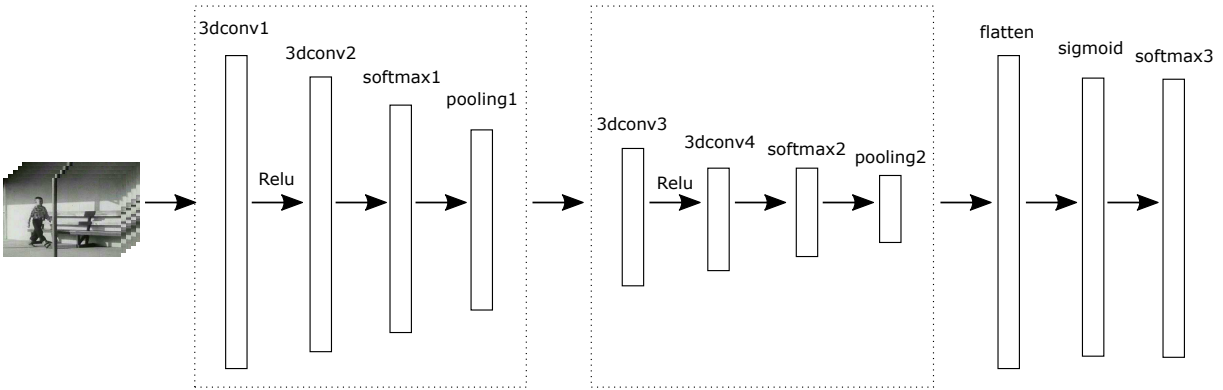 3dconv1
3dconv2
softmax1
pooling1
Relu
3dconv3
3dconv4
softmax2
pooling2
Relu
flatten
sigmoid
softmax3